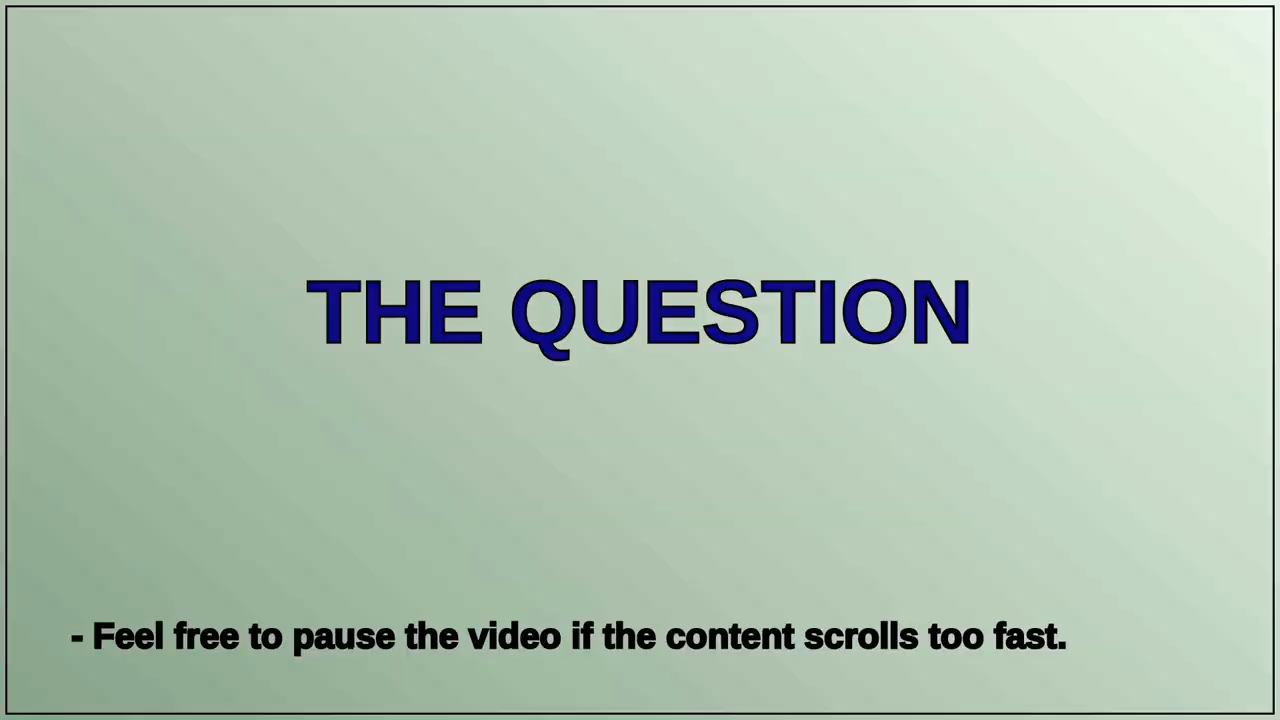 THE QUESTION
- Feel free to pause the video if the content scrolls too fast.